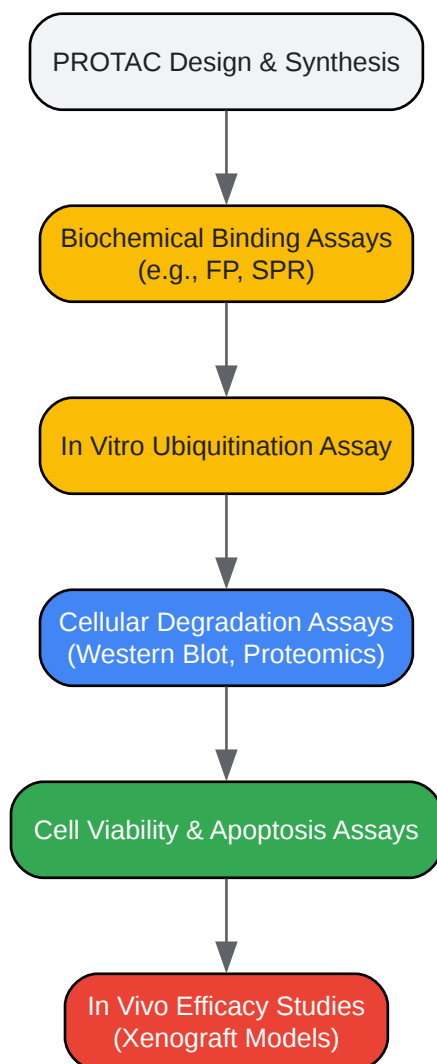 PROTAC Design & Synthesis
Biochemical Binding Assays
(e.g., FP, SPR)
In Vitro Ubiquitination Assay
Cellular Degradation Assays
(Western Blot, Proteomics)
Cell Viability & Apoptosis Assays
In Vivo Efficacy Studies
(Xenograft Models)